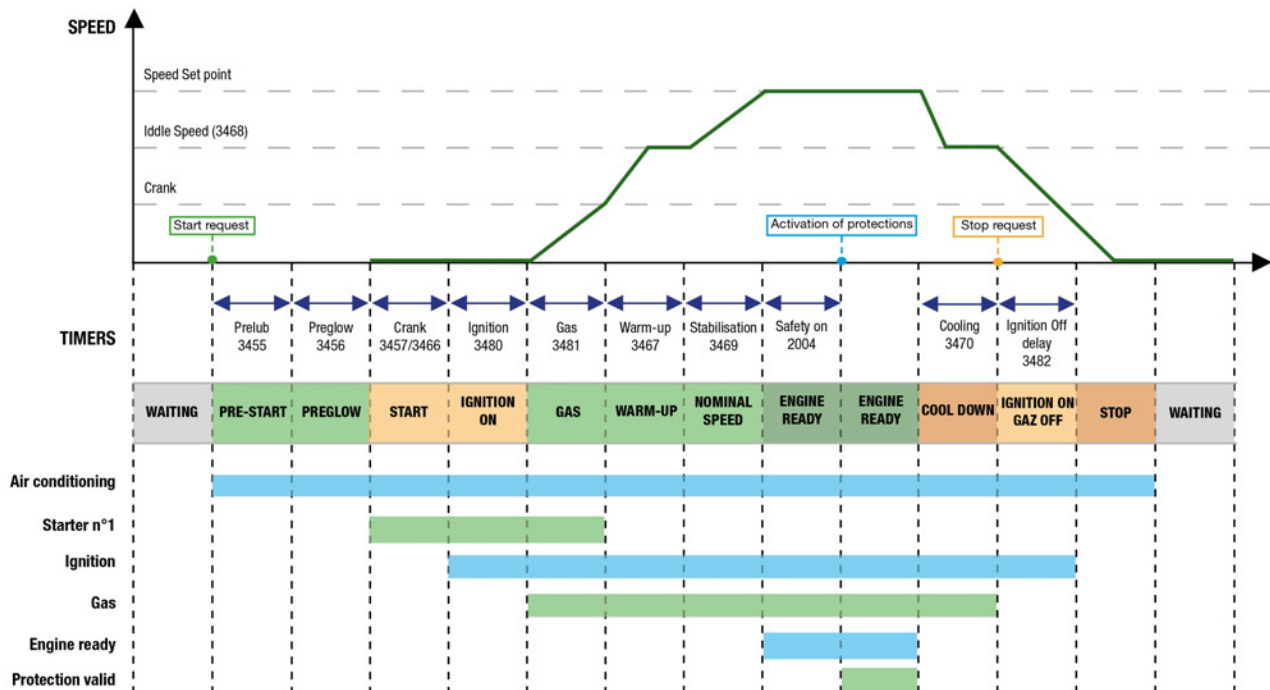 SPEED
Speed Set point
Iddle Speed (3468)
Crank
Start request
Activation of protections
Stop request
TIMERS
Prelub
3455
Preglow
3456
Crank
3457/3466
Ignition
3480
Gas
3481
Warm-up
3467
Stabilisation
3469
Safety on
2004
Cooling
3470
Ignition Off
delay
3482
WAITING
PRE-START
PREGLOW
START
IGNITION
ON
GAS
WARM-UP
NOMINAL
SPEED
ENGINE
READY
ENGINE
READY
COOL DOWN
IGNITION ON
GAZ OFF
STOP
WAITING
Air conditioning
Starter n°1
Ignition
Gas
Engine ready
Protection valid